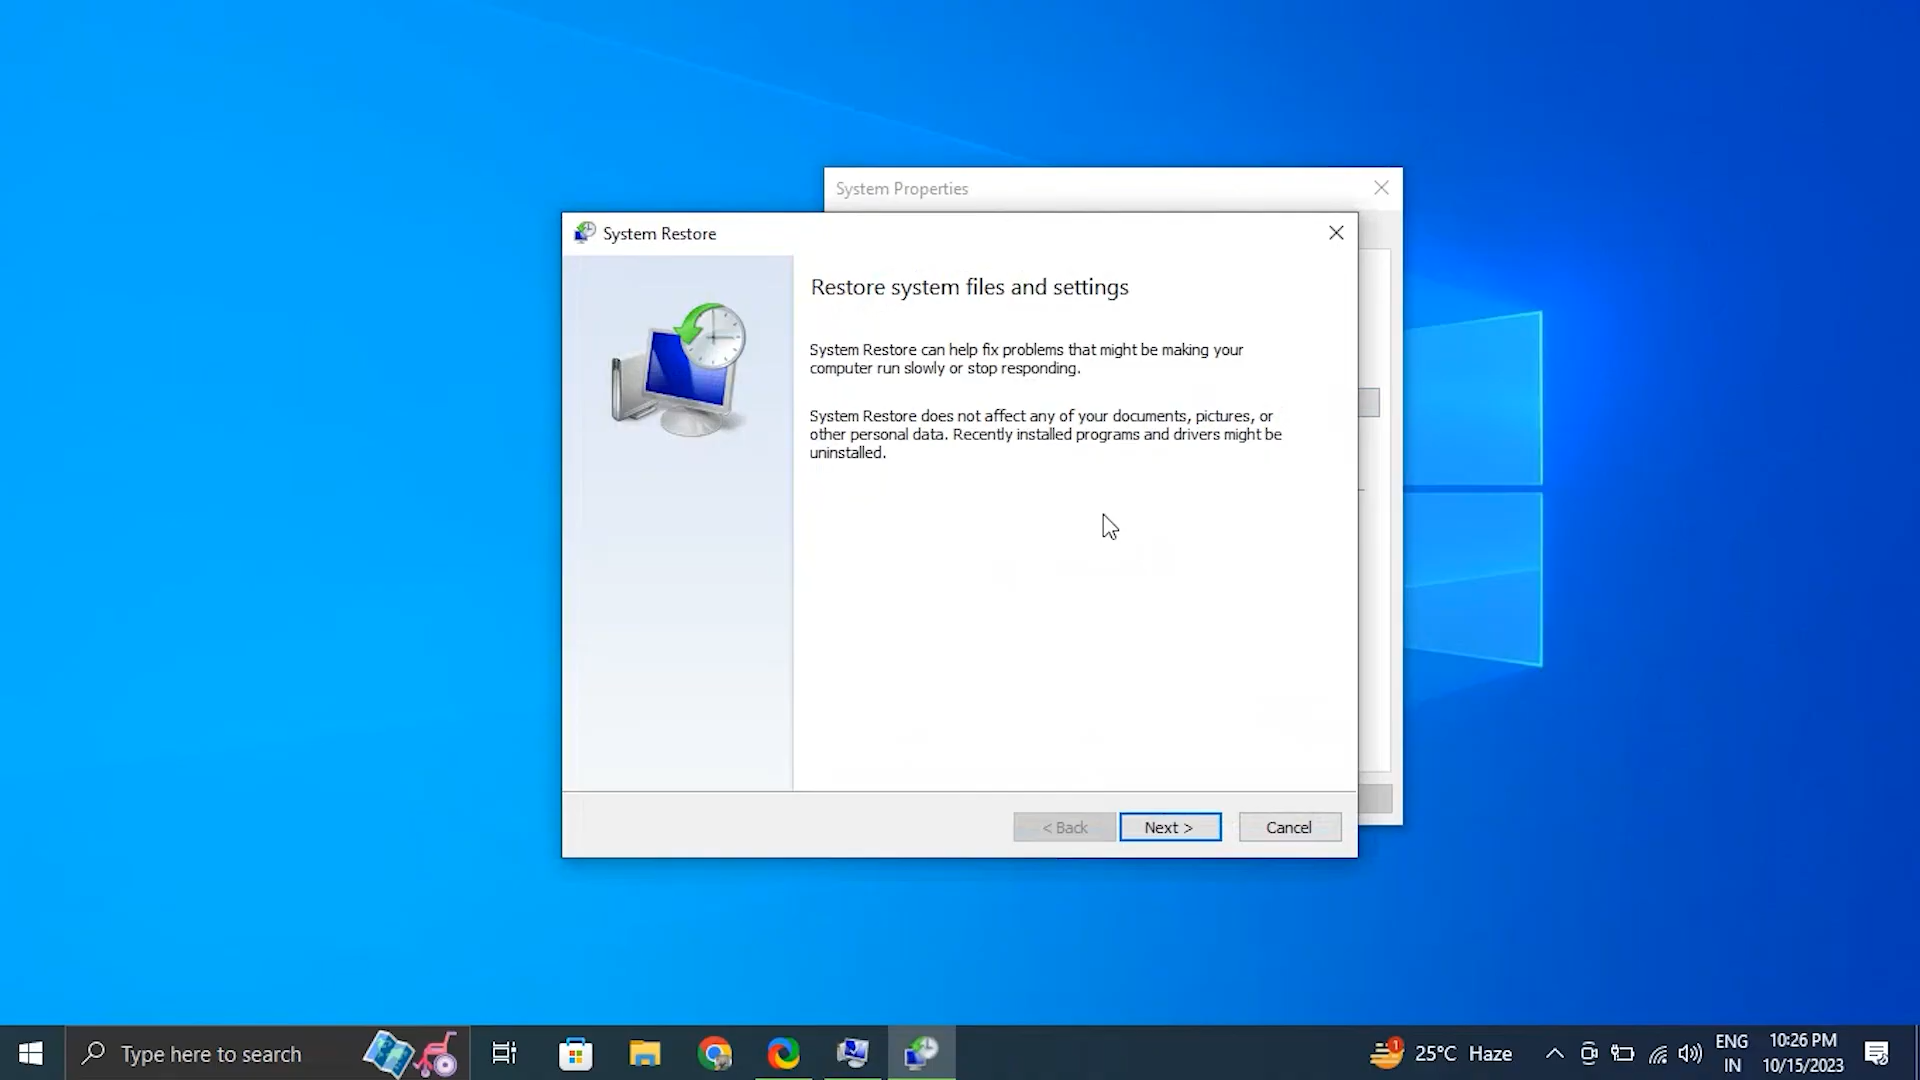 System Properties
System Restore
Restore system files and settings
System Restore can help fix problems that might be making your
computer run slowly or stop responding.
System Restore does not affect any of your documents, pictures, or
other personal data. Recently installed programs and drivers might be
uninstalled.
< Back
Next >
Cancel
Type here to search
1
25°C Haze
ENG
IN
10:26 PM
10/15/2023